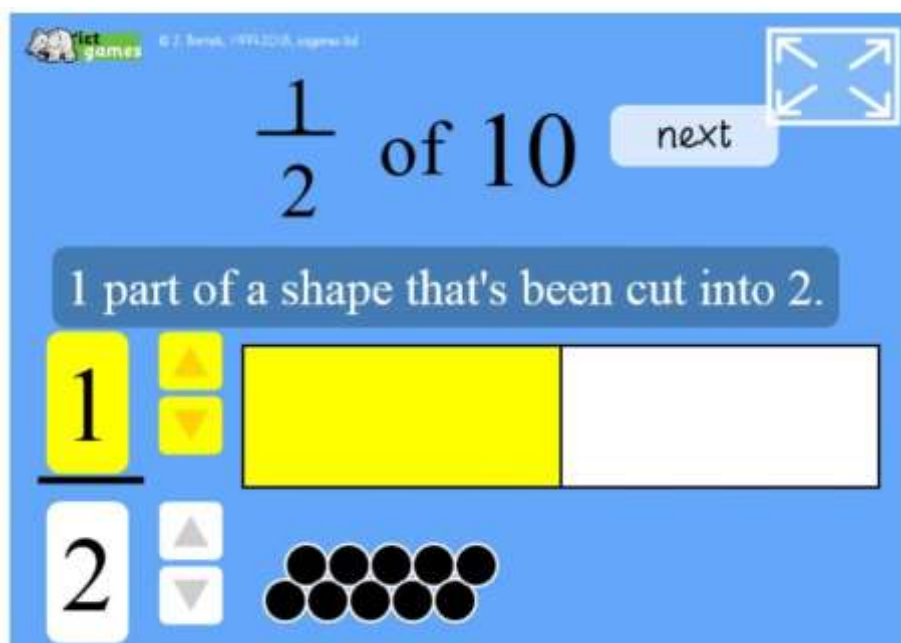 ict
games
1
2
of 10
next
1 part of a shape that's been cut into 2.
1
2